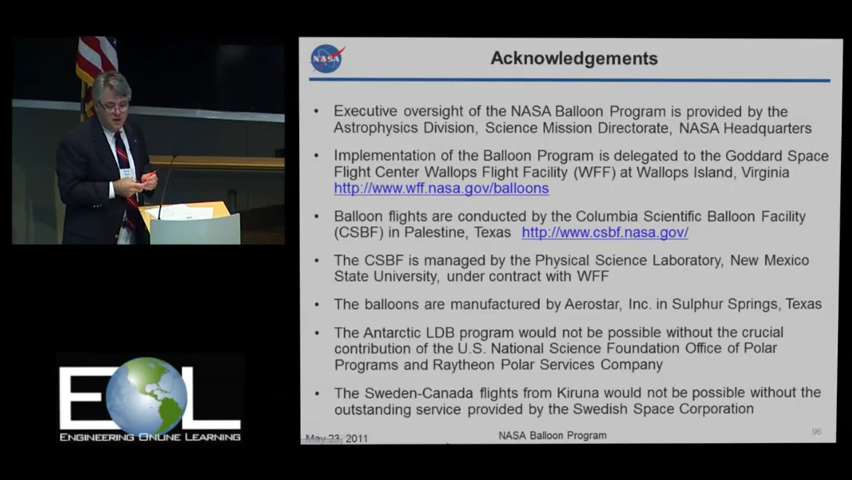 NASA
Acknowledgements
• Executive oversight of the NASA Balloon Program is provided by the
Astrophysics Division, Science Mission Directorate, NASA Headquarters
• Implementation of the Balloon Program is delegated to the Goddard Space
Flight Center Wallops Flight Facility (WFF) at Wallops Island, Virginia
http://www.wff.nasa.gov/balloons
• Balloon flights are conducted by the Columbia Scientific Balloon Facility
(CSBF) in Palestine, Texas http://www.csbf.nasa.gov/
• The CSBF is managed by the Physical Science Laboratory, New Mexico
State University, under contract with WFF
• The balloons are manufactured by Aerostar, Inc. in Sulphur Springs, Texas
• The Antarctic LDB program would not be possible without the crucial
contribution of the U.S. National Science Foundation Office of Polar
Programs and Raytheon Polar Services Company
• The Sweden-Canada flights from Kiruna would not be possible without the
outstanding service provided by the Swedish Space Corporation
May 23, 2011
NASA Balloon Program
96
EOL
ENGINEERING ONLINE LEARNING